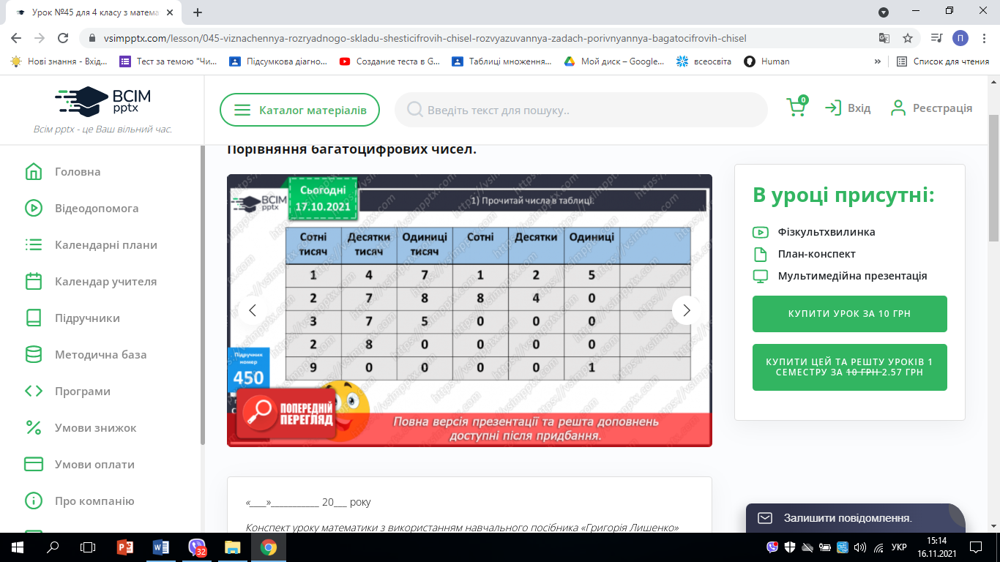 Урок №45 для 4 класу з матема
vsimpptx.com/lesson/045-viznachennya-rozryadnogo-skladu-shesticifrovih-chisel-rozvyazuvannya-zadach-porivnyannya-bagatocifrovih-chisel
П
Нові знання - Вхід...
Тест за темою "Чи...
Підсумкова діагно...
Создание теста в G...
Таблиці множення...
Мой диск – Google...
всеосвіта
Human
»
Список для чтения
ВСІМ
pptx
Всім pptx - це Ваш вільний час.
Каталог матеріалів
Введіть текст для пошуку..
0
Вхід
Реєстрація
Головна
Відеодопомога
Календарні плани
Календар учителя
Підручники
Методична база
Програми
Умови знижок
Умови оплати
Про компанію
Порівняння багатоцифрових чисел.
ВСІМ
pptx
Сьогодні
17.10.2021
1) Прочитай числа в таблиці.
Сотні тисяч Десятки тисяч Одиниці тисяч Сотні Десятки Одиниці
1 4 7 1 2 5
2 7 8 8 4 0
3 7 5 0 0 0
2 8 0 0 0 0
9 0 0 0 0 1
Підручник
номер
450
ПОПЕРЕДНІЙ
ПЕРЕГЛЯД
Повна версія презентації та решта доповнень
доступні після придбання.
https://vsimpptx.com
В уроці присутні:
Фізкультхвилинка
План-конспект
Мультимедійна презентація
КУПИТИ УРОК ЗА 10 ГРН
КУПИТИ ЦЕЙ ТА РЕШТУ УРОКІВ 1
СЕМЕСТРУ ЗА 10 ГРН 2.57 ГРН
«____»____________ 20___ року
Конспект уроку математики з використанням навчального посібника «Григорія Лишенко»
Залишити повідомлення.
32
УКР
15:14
16.11.2021